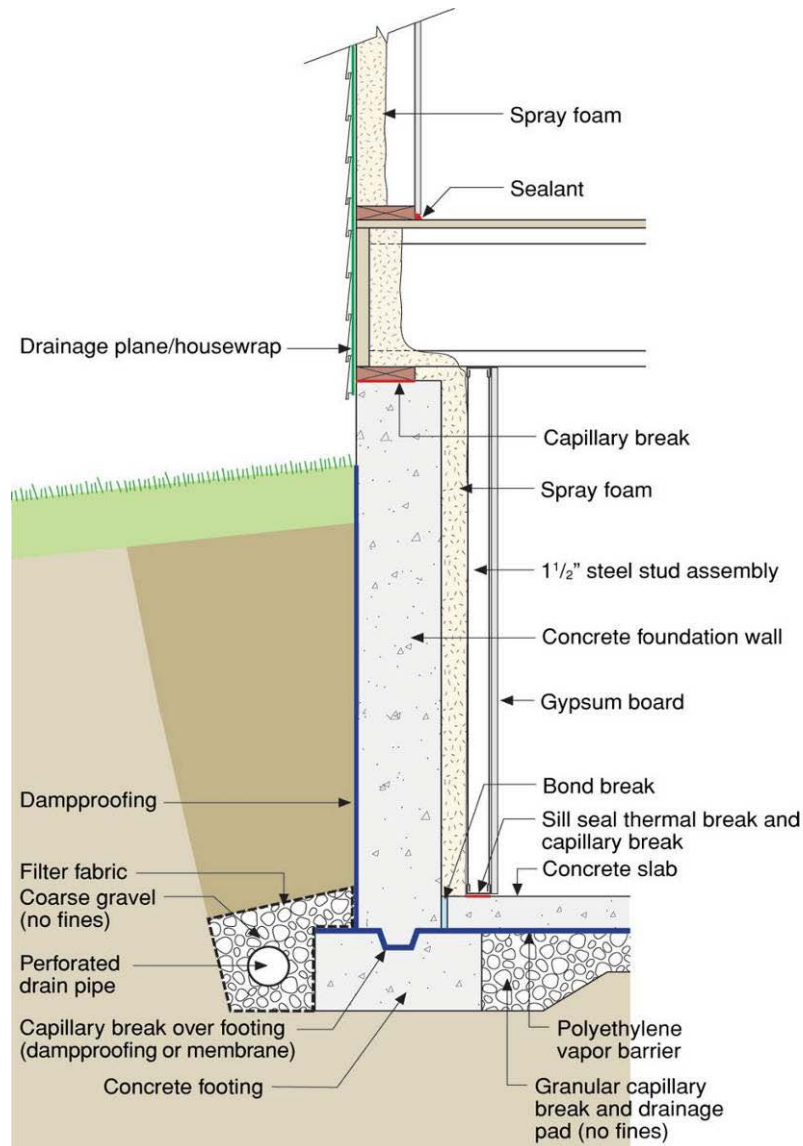 Spray foam
Sealant
Drainage plane/housewrap
Capillary break
Spray foam
1 1/2” steel stud assembly
Concrete foundation wall
Gypsum board
Bond break
Dampproofing
Sill seal thermal break and
capillary break
Concrete slab
Filter fabric
Coarse gravel
(no fines)
Perforated
drain pipe
Capillary break over footing
(dampproofing or membrane)
Concrete footing
Polyethylene
vapor barrier
Granular capillary
break and drainage
pad (no fines)